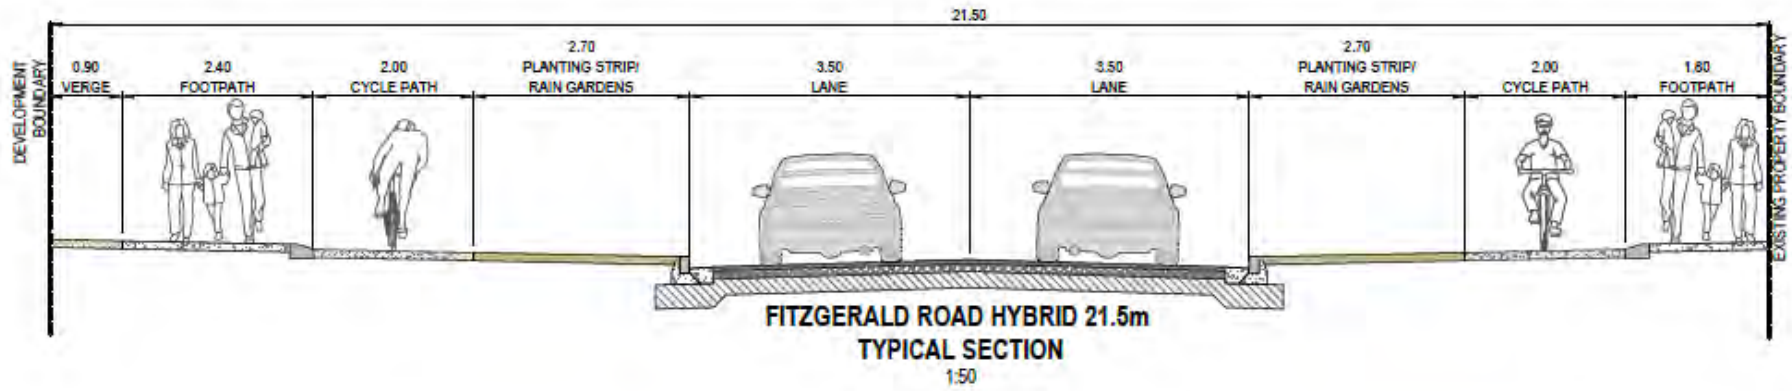 21.50
DEVELOPMENT
BOUNDARY
0.90
VERGE
2.40
FOOTPATH
2.00
CYCLE PATH
2.70
PLANTING STRIP/
RAIN GARDENS
3.50
LANE
3.50
LANE
2.70
PLANTING STRIP/
RAIN GARDENS
2.00
CYCLE PATH
1.80
FOOTPATH
EXISTING PROPERTY BOUNDARY
FITZGERALD ROAD HYBRID 21.5m
TYPICAL SECTION
1:50